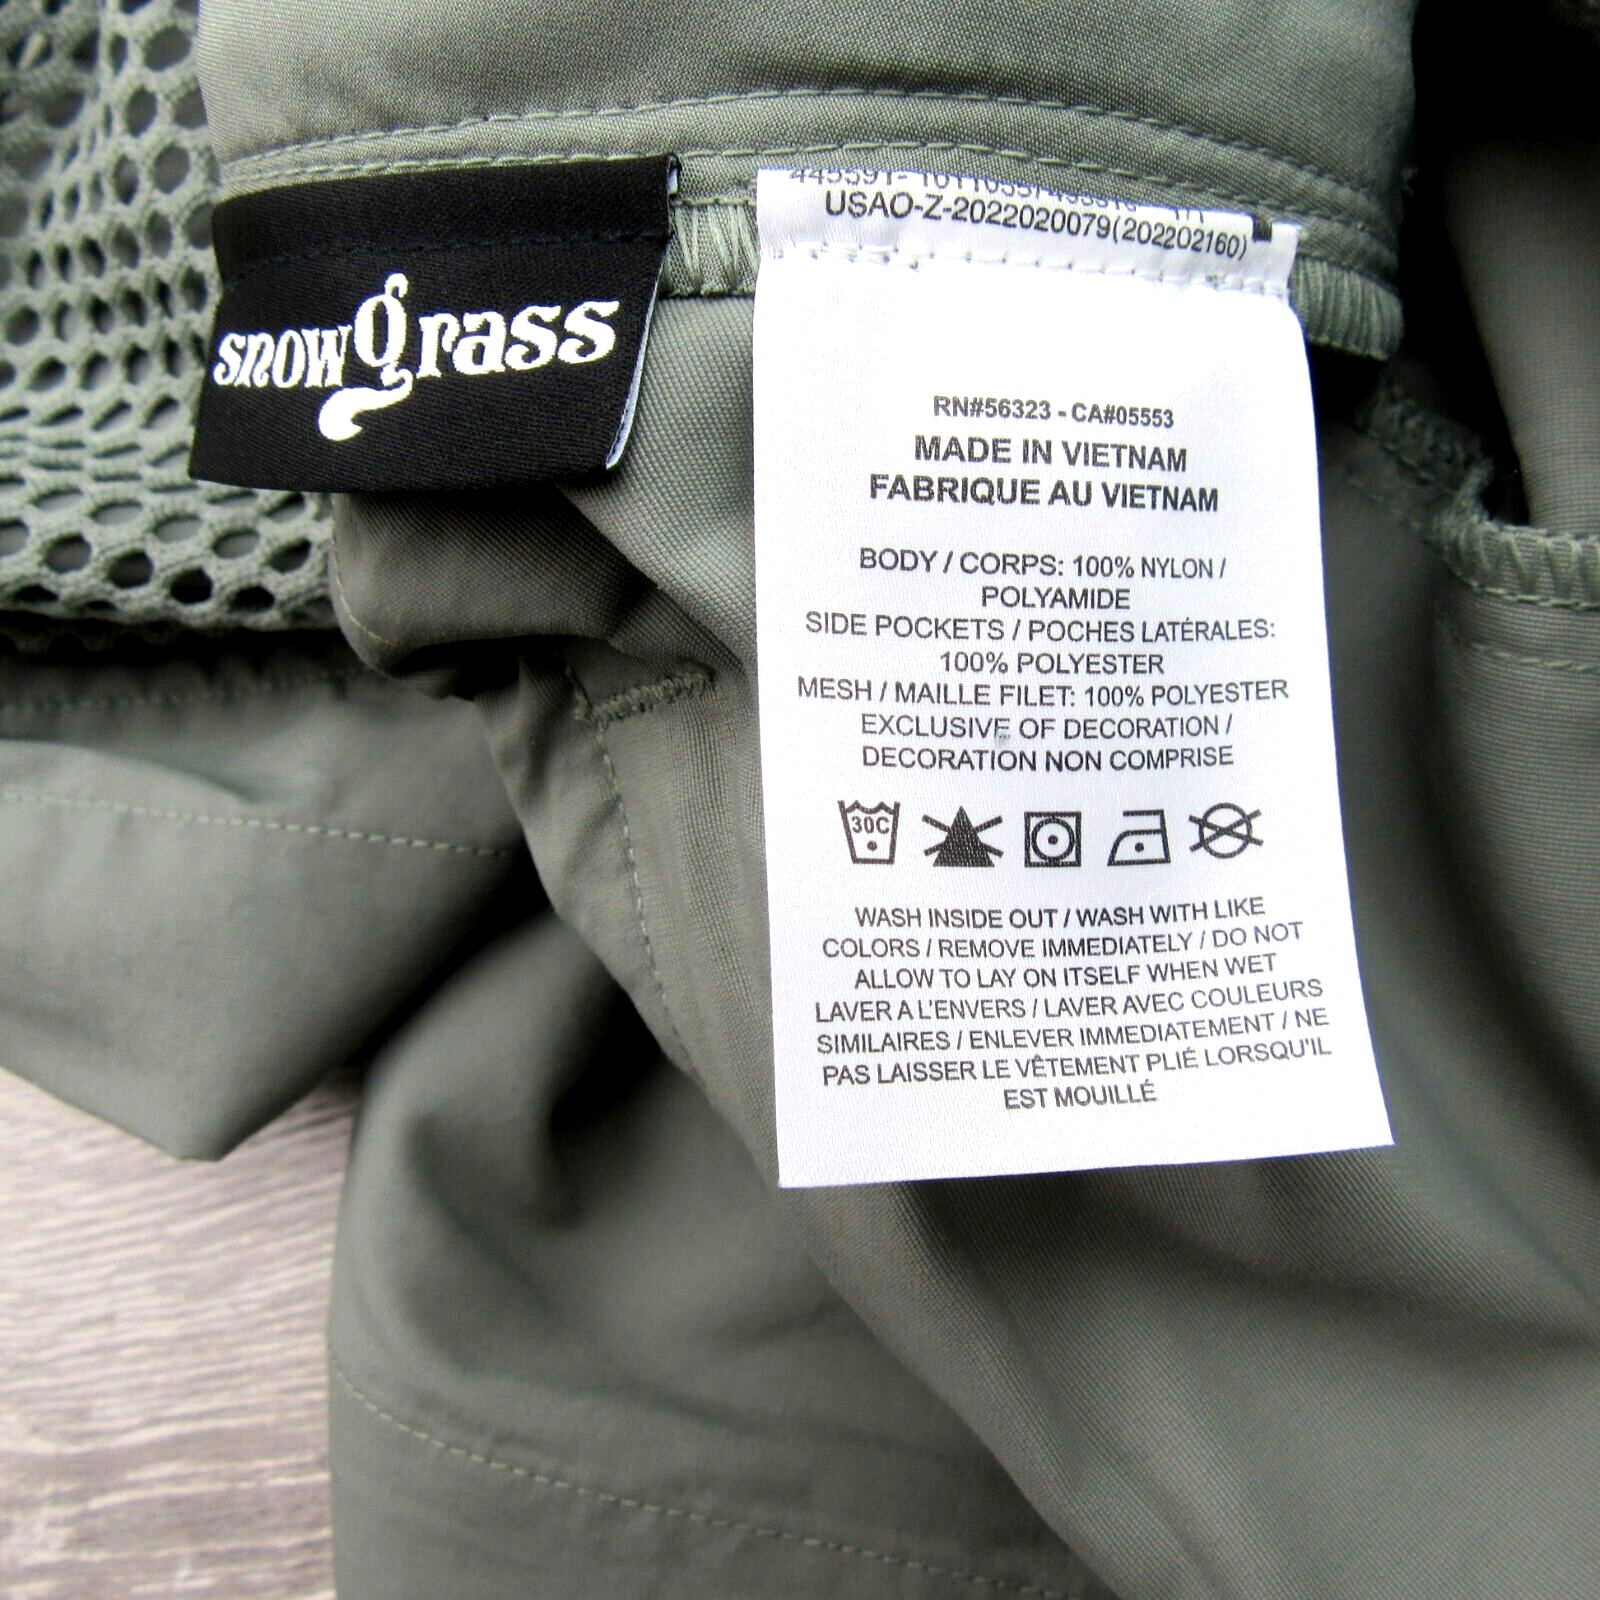 snowgrass
USAO-Z-2022020079(202202160)
RN#56323 - CA#05553
MADE IN VIETNAM
FABRIQUE AU VIETNAM
BODY / CORPS: 100% NYLON /
POLYAMIDE
SIDE POCKETS / POCHES LATÉRALES:
100% POLYESTER
MESH / MAILLE FILET: 100% POLYESTER
EXCLUSIVE OF DECORATION /
DECORATION NON COMPRISE
30C
WASH INSIDE OUT / WASH WITH LIKE
COLORS / REMOVE IMMEDIATELY / DO NOT
ALLOW TO LAY ON ITSELF WHEN WET
LAVER A L'ENVERS / LAVER AVEC COULEURS
SIMILAIRES / ENLEVER IMMEDIATEMENT / NE
PAS LAISSER LE VÊTEMENT PLIÉ LORSQU'IL
EST MOUILLÉ